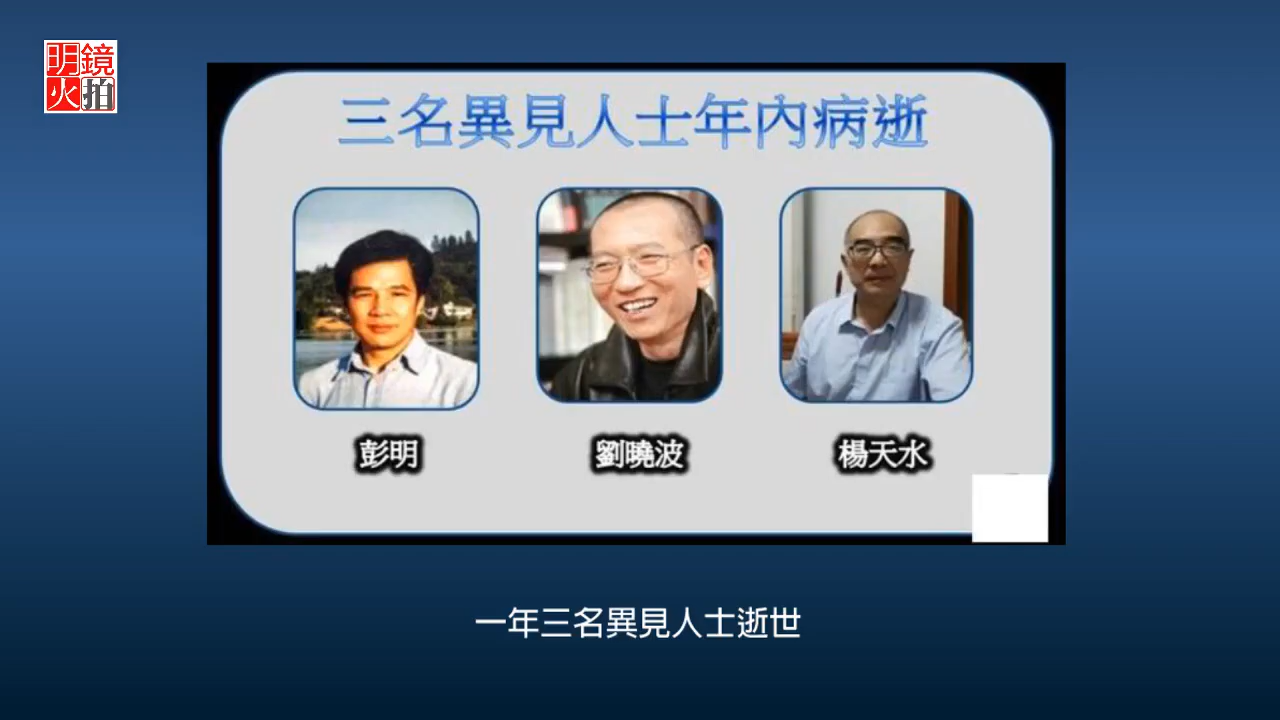 明鏡
火拍
三名異見人士年內病逝
彭明
劉曉波
楊天水
一年三名異見人士逝世